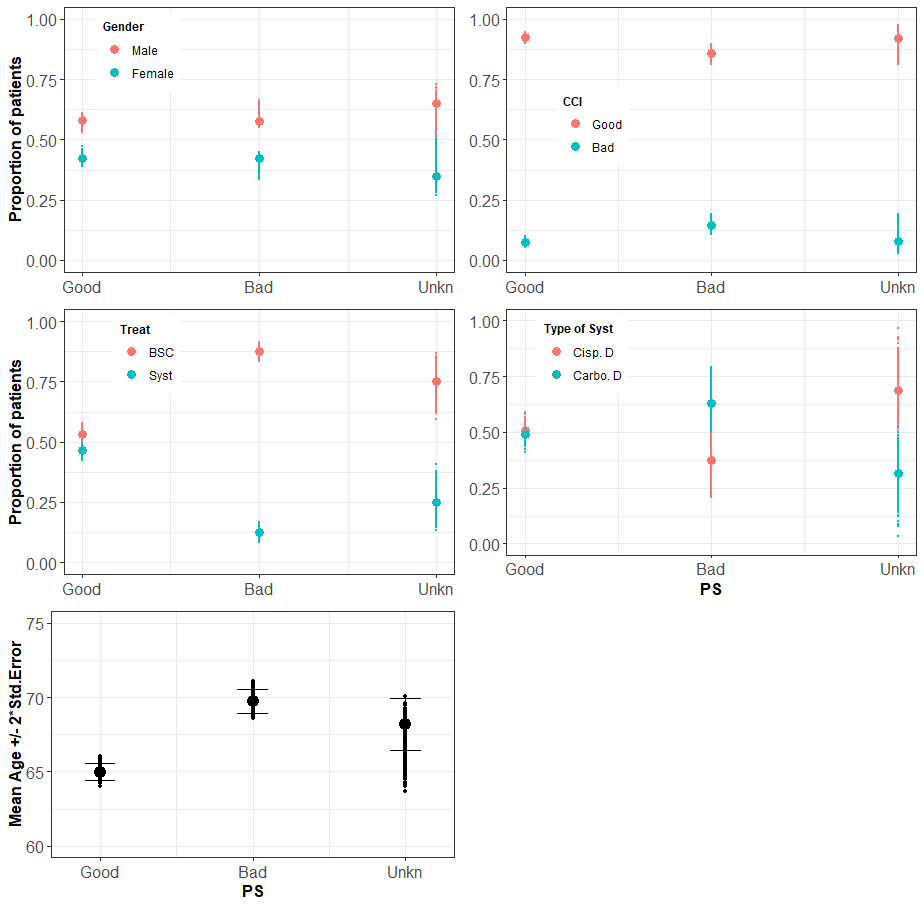 Proportion of patients
1.00
0.75
0.50
0.25
0.00
Gender
Male
Female
Good
Bad
Unkn
1.00
0.75
0.50
0.25
0.00
CCI
Good
Bad
Good
Bad
Unkn
Proportion of patients
1.00
0.75
0.50
0.25
0.00
Treat
BSC
Syst
Good
Bad
Unkn
1.00
0.75
0.50
0.25
0.00
Type of Syst
Cisp. D
Carbo. D
Good
Bad
Unkn
PS
Mean Age +/- 2*Std.Error
75
70
65
60
Good
Bad
Unkn
PS